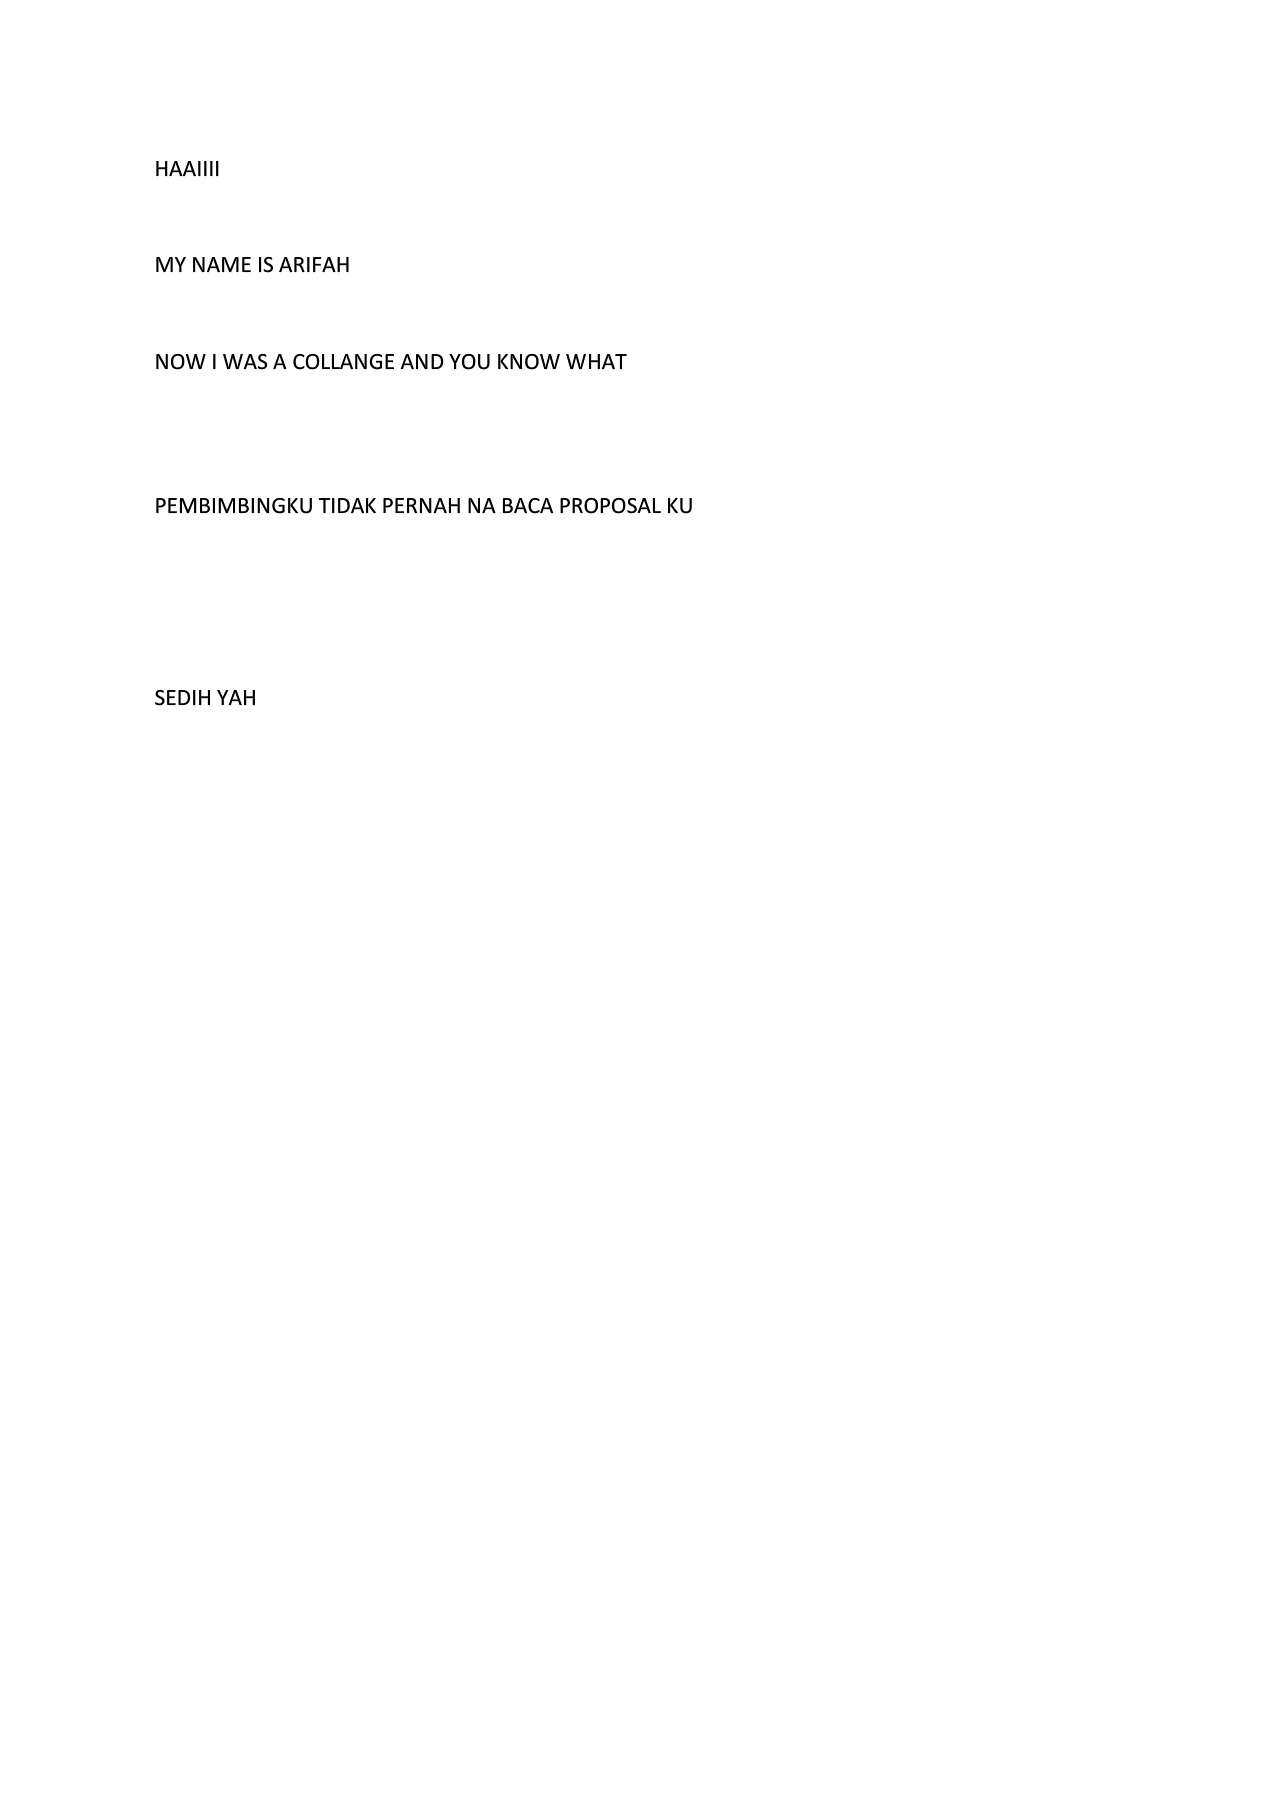 HAAIIII
MY NAME IS ARIFAH
NOW I WAS A COLLANGE AND YOU KNOW WHAT
PEMBIMBINGKU TIDAK PERNAH NA BACA PROPOSAL KU
SEDIH YAH